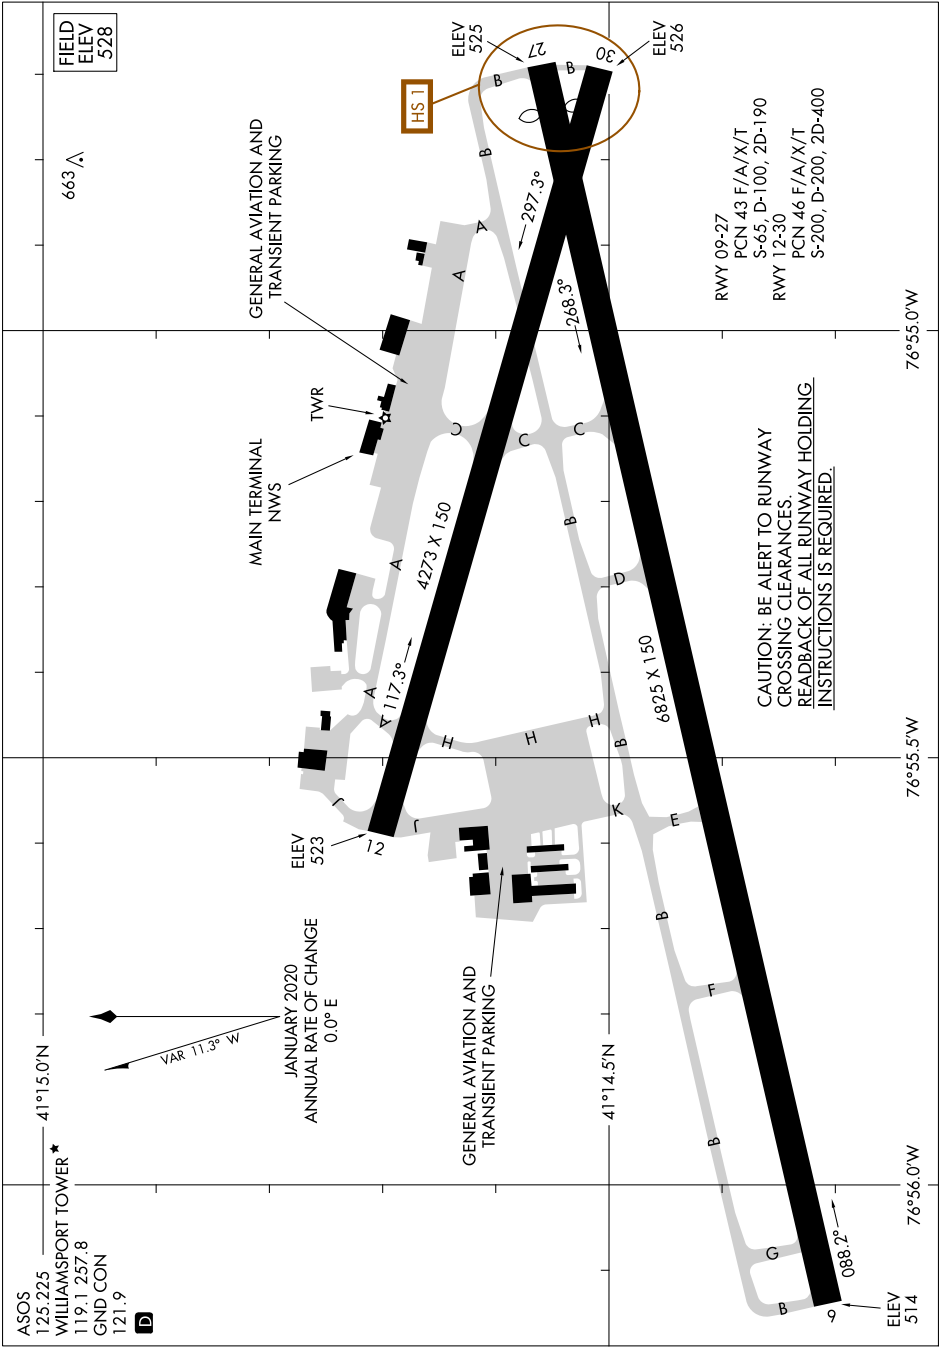 ASOS
125.225
WILLIAMSPORT TOWER ★
119.1 257.8
GND CON
121.9
D
41°15.0'N
VAR 11.3° W
JANUARY 2020
ANNUAL RATE OF CHANGE
0.0° E
663
FIELD
ELEV
528
MAIN TERMINAL
NWS
TWR
GENERAL AVIATION AND
TRANSIENT PARKING
HS 1
ELEV
525
27
30
ELEV
526
B
B
B
A
A
297.3°
268.3°
C
C
C
A
4273 X 150
B
D
A
A
117.3°
H
H
H
B
6825 X 150
J
J
12
ELEV
523
K
E
B
F
GENERAL AVIATION AND
TRANSIENT PARKING
41°14.5'N
B
G
B
9
088.2°
ELEV
514
RWY 09-27
PCN 43 F/A/X/T
S-65, D-100, 2D-190
RWY 12-30
PCN 46 F/A/X/T
S-200, D-200, 2D-400
CAUTION: BE ALERT TO RUNWAY
CROSSING CLEARANCES.
READBACK OF ALL RUNWAY HOLDING
INSTRUCTIONS IS REQUIRED.
76°56.0'W
76°55.5'W
76°55.0'W